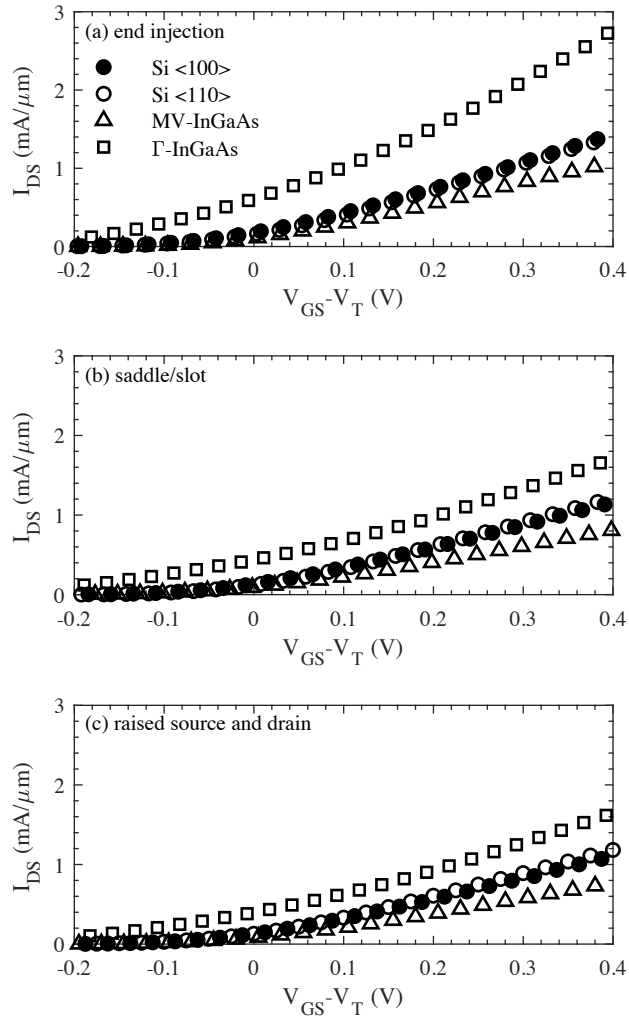 3
(a) end injection
Si <100>
Si <110>
MV-InGaAs
Γ-InGaAs
2
1
0
I_DS (mA/μm)
-0.2 -0.1 0 0.1 0.2 0.3 0.4
V_GS-V_T (V)
3
(b) saddle/slot
2
1
0
I_DS (mA/μm)
-0.2 -0.1 0 0.1 0.2 0.3 0.4
V_GS-V_T (V)
3
(c) raised source and drain
2
1
0
I_DS (mA/μm)
-0.2 -0.1 0 0.1 0.2 0.3 0.4
V_GS-V_T (V)